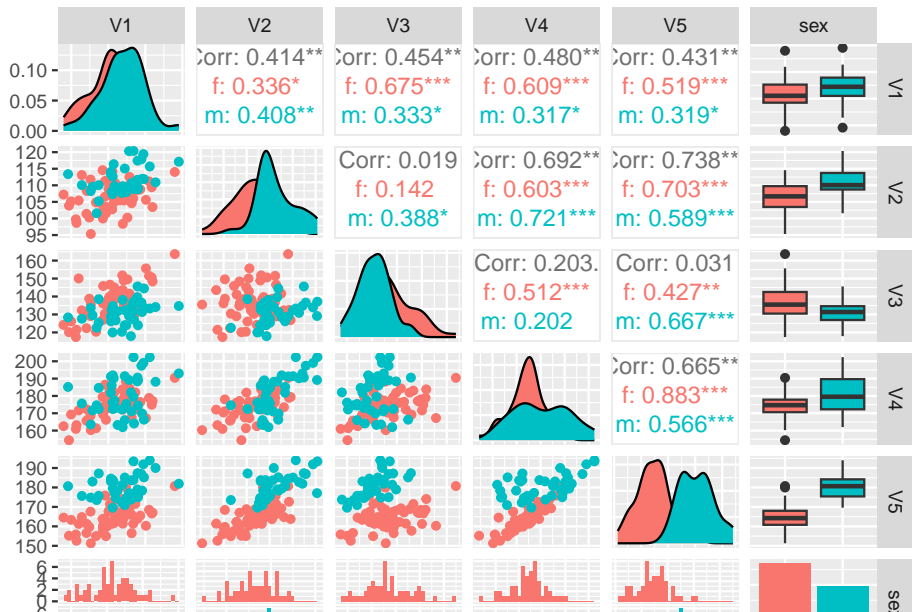 V1 V2 V3 V4 V5 sex
Corr: 0.414** Corr: 0.454** Corr: 0.480** Corr: 0.431**
0.10 f: 0.336* f: 0.675*** f: 0.609*** f: 0.519*** V1
0.05 m: 0.408** m: 0.333* m: 0.317* m: 0.319*
0.00
120
115 Corr: 0.019 Corr: 0.692** Corr: 0.738**
110 f: 0.142 f: 0.603*** f: 0.703*** V2
105 m: 0.388* m: 0.721*** m: 0.589***
100
95
160 Corr: 0.203. Corr: 0.031
150 f: 0.512*** f: 0.427** V3
140 m: 0.202 m: 0.667***
130
120
200 Corr: 0.665**
190 f: 0.883*** V4
180 m: 0.566***
170
160
190
180 V5
170
160
150
6
4
2
0 sex